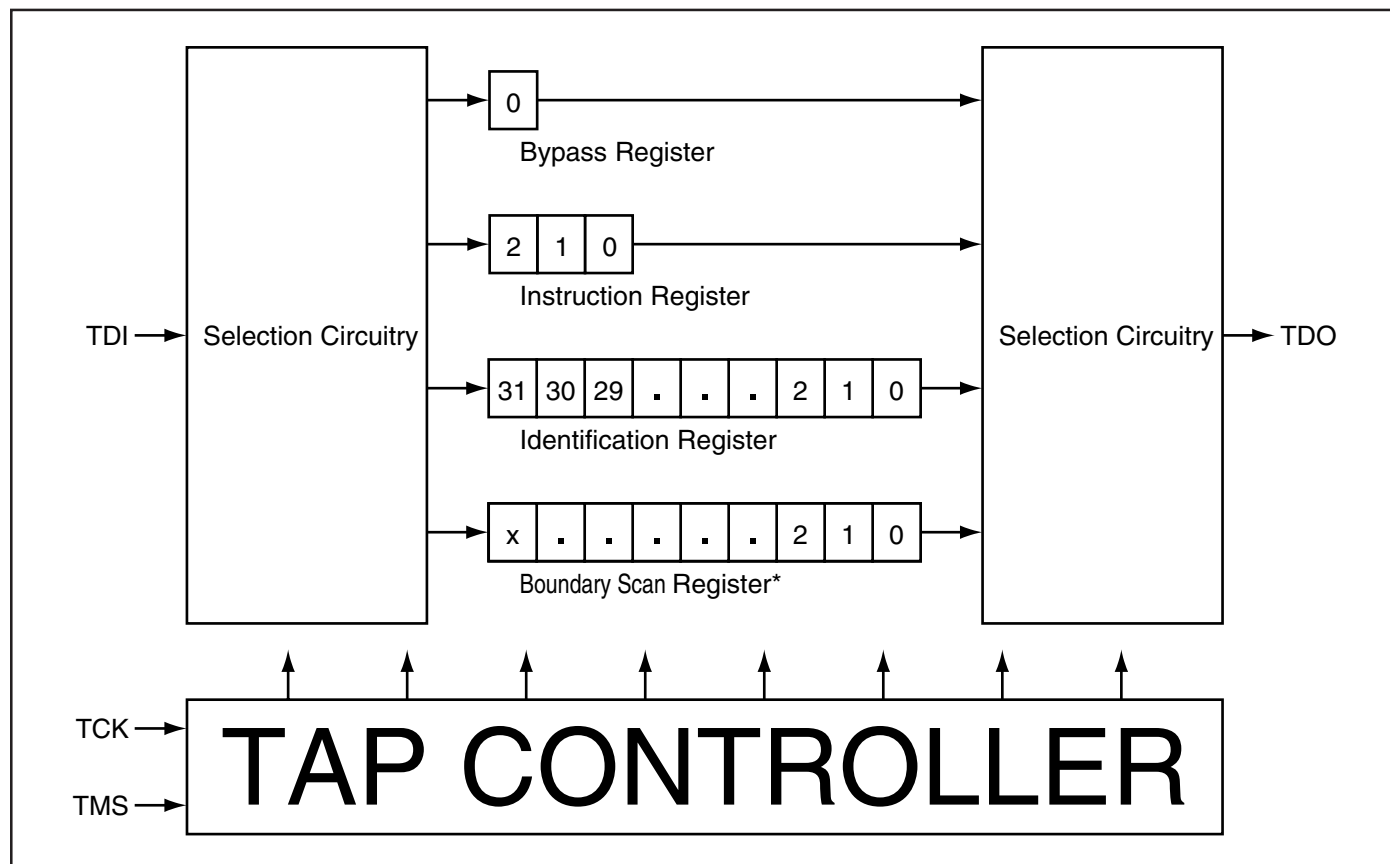 0
Bypass Register
2 1 0
Instruction Register
TDI
Selection Circuitry
Selection Circuitry
TDO
31 30 29 . . . 2 1 0
Identification Register
x . . . . . 2 1 0
Boundary Scan Register*
TCK
TAP CONTROLLER
TMS